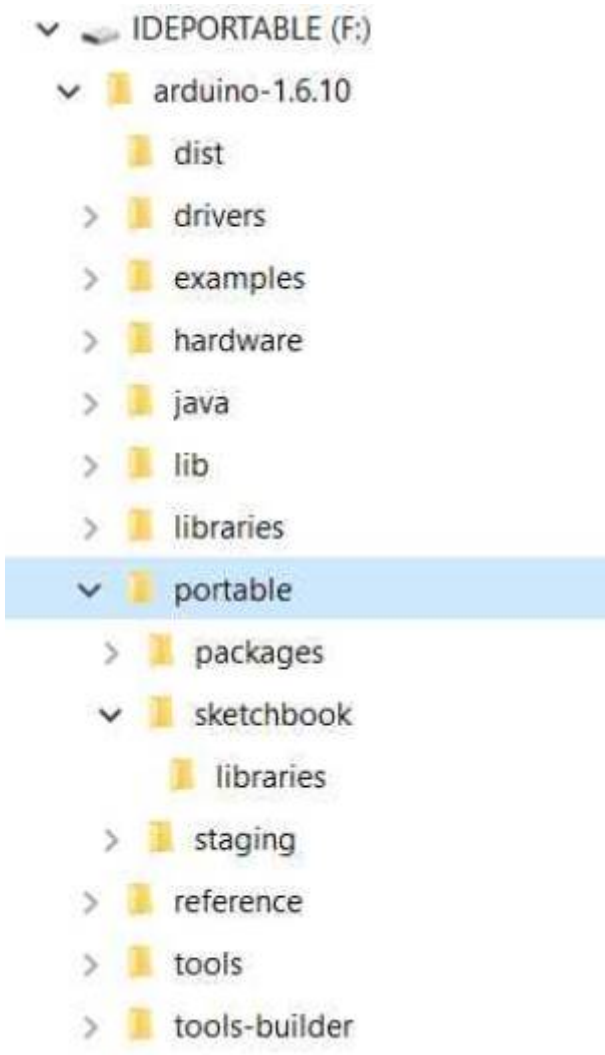 IDEPORTABLE (F:)
arduino-1.6.10
dist
drivers
examples
hardware
java
lib
libraries
portable
packages
sketchbook
libraries
staging
reference
tools
tools-builder